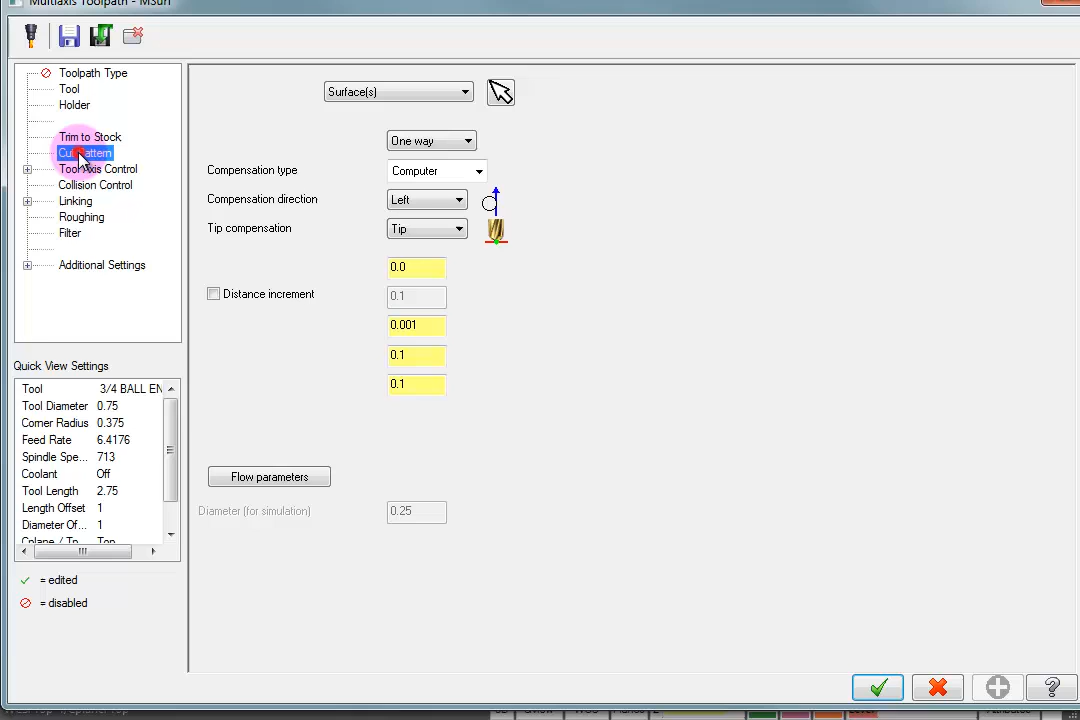 Multiaxis Toolpath - MSurf
Toolpath Type
Tool
Holder
Trim to Stock
Cut Pattern
Tool Axis Control
Collision Control
Linking
Roughing
Filter
Additional Settings
Surface(s)
One way
Compensation type
Computer
Compensation direction
Left
Tip compensation
Tip
0.0
Distance increment
0.1
0.001
0.1
0.1
Flow parameters
Diameter (for simulation)
0.25
Quick View Settings
Tool 3/4 BALL EN
Tool Diameter 0.75
Corner Radius 0.375
Feed Rate 6.4176
Spindle Spe... 713
Coolant Off
Tool Length 2.75
Length Offset 1
Diameter Of... 1
Cplane / Tp... Top
= edited
= disabled